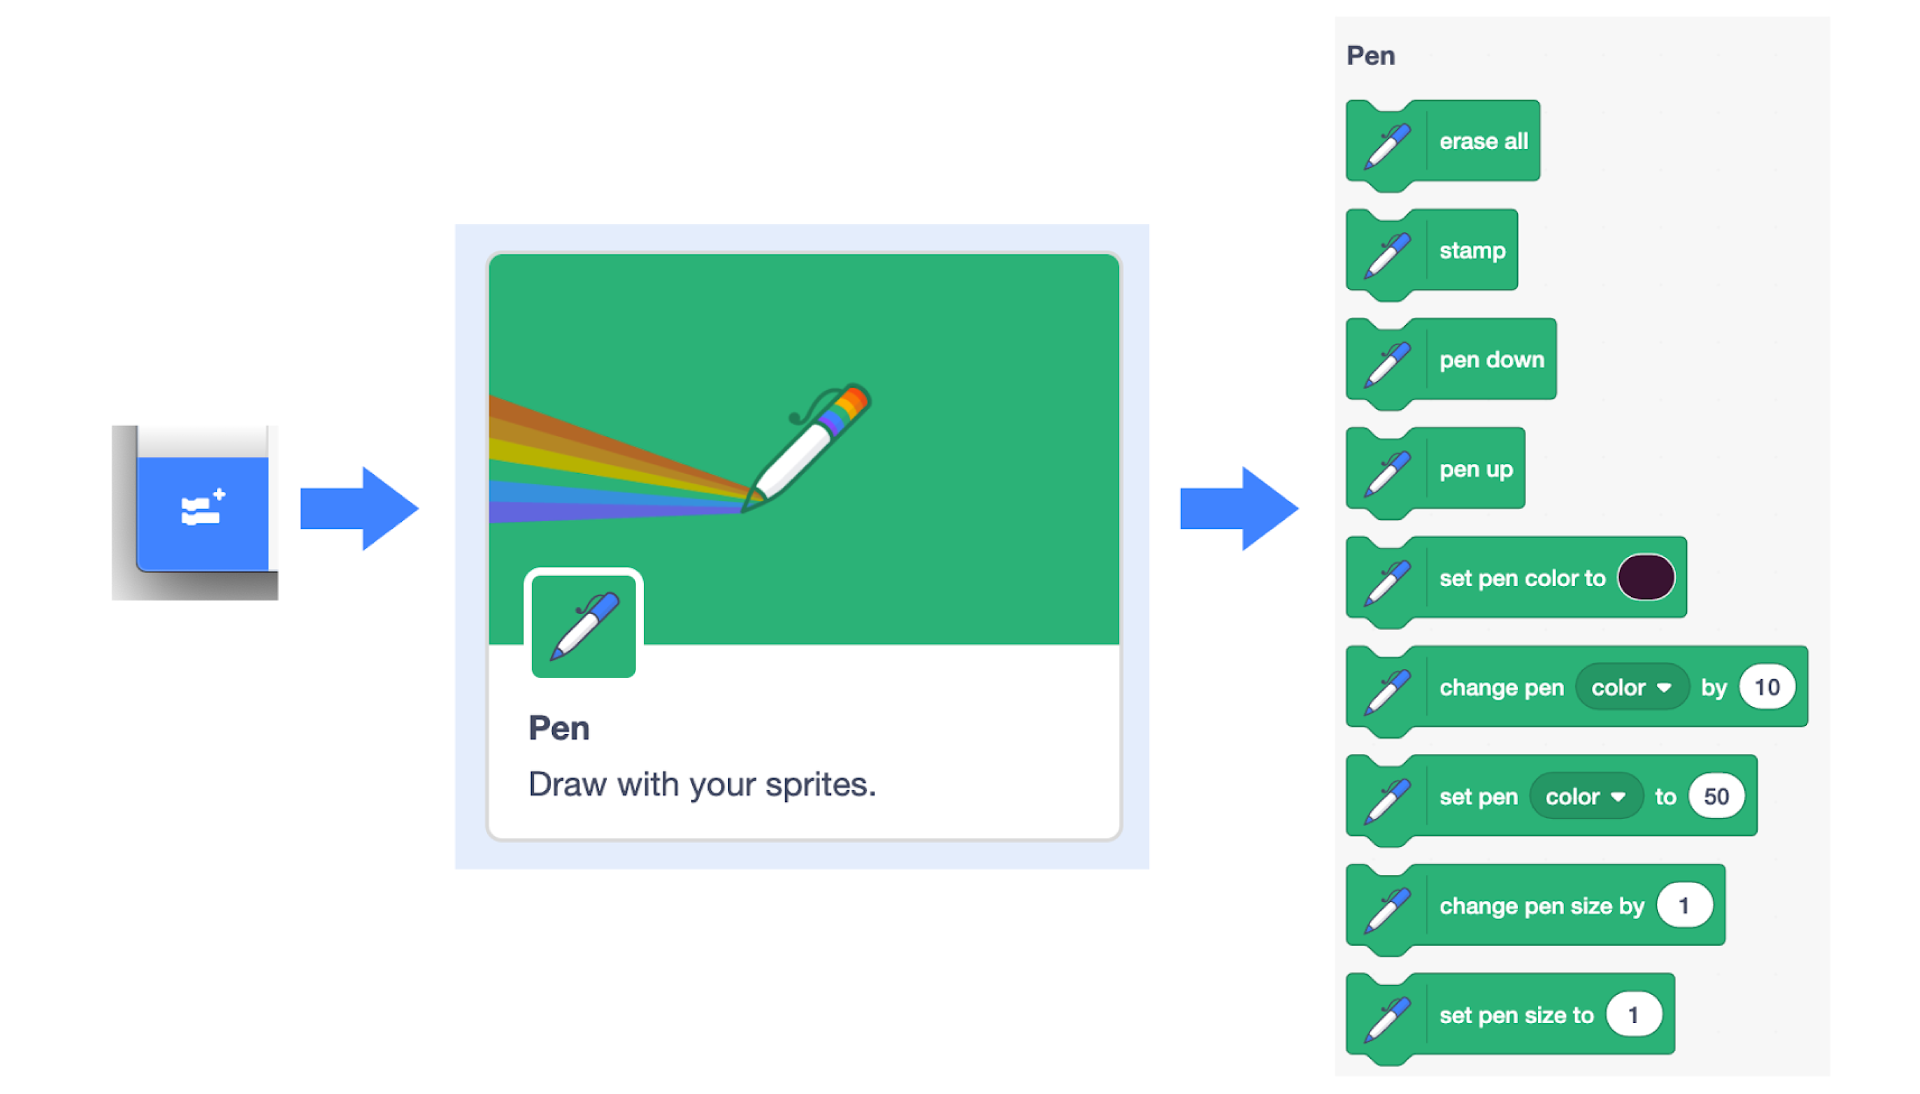 Pen
Draw with your sprites.
Pen
erase all
stamp
pen down
pen up
set pen color to
change pen color by 10
set pen color to 50
change pen size by 1
set pen size to 1